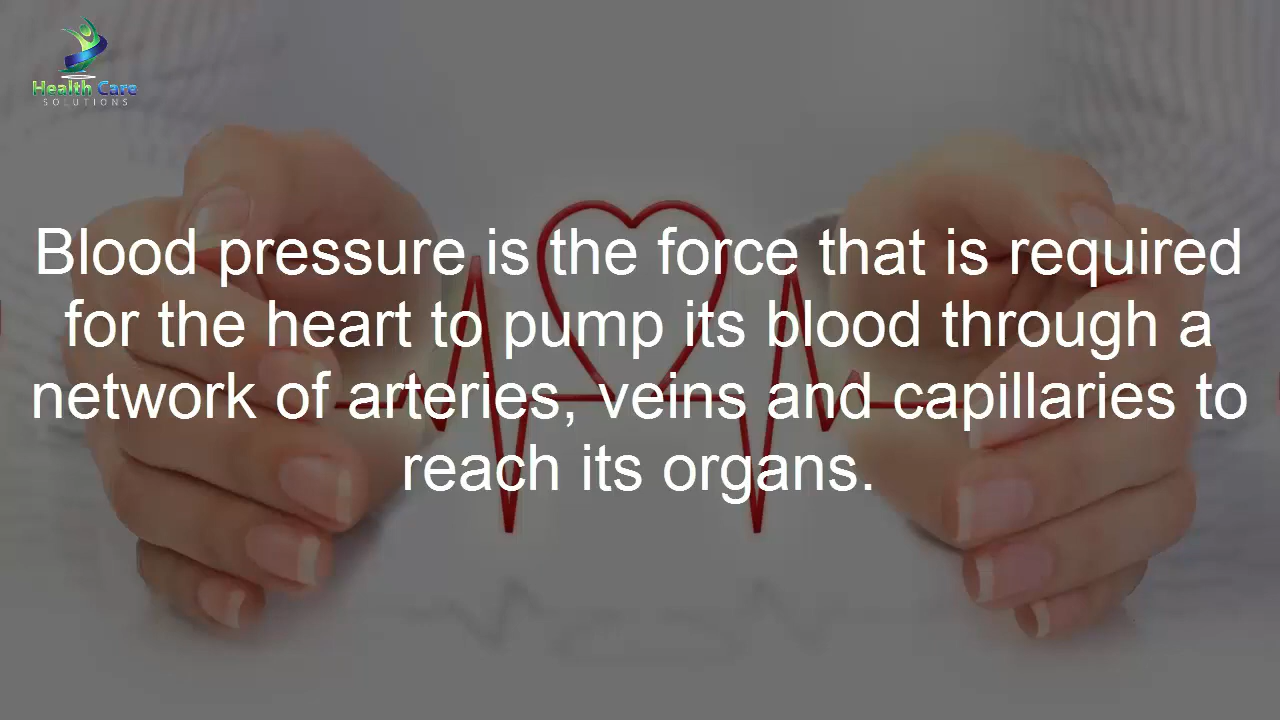 Health Care
SOLUTIONS
Blood pressure is the force that is required
for the heart to pump its blood through a
network of arteries, veins and capillaries to
reach its organs.